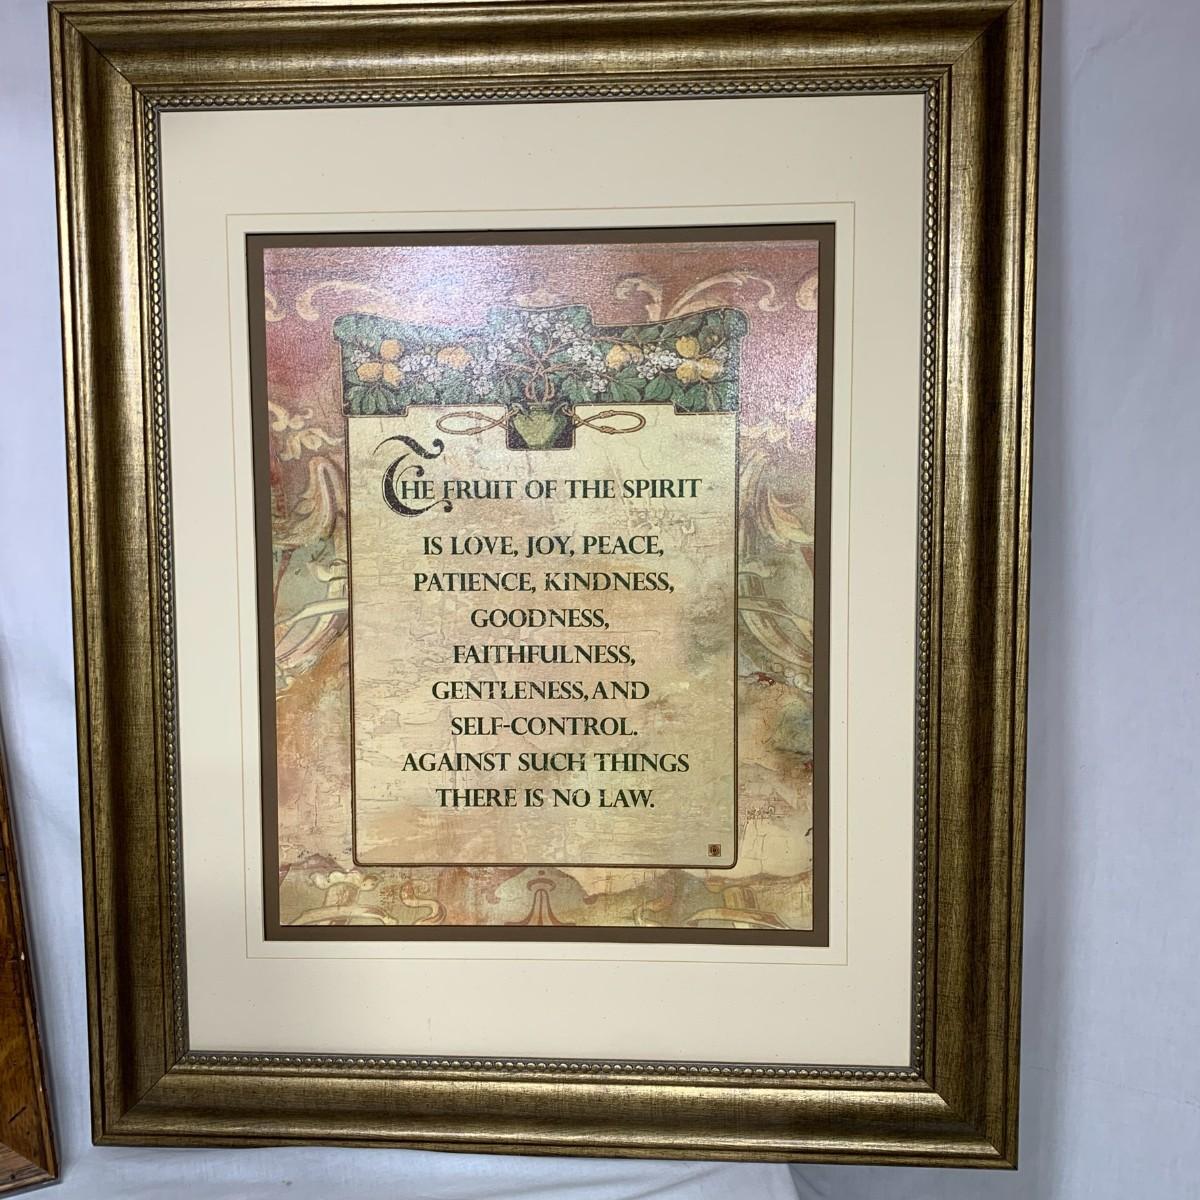 THE FRUIT OF THE SPIRIT
IS LOVE, JOY, PEACE,
PATIENCE, KINDNESS,
GOODNESS,
FAITHFULNESS,
GENTLENESS, AND
SELF-CONTROL.
AGAINST SUCH THINGS
THERE IS NO LAW.